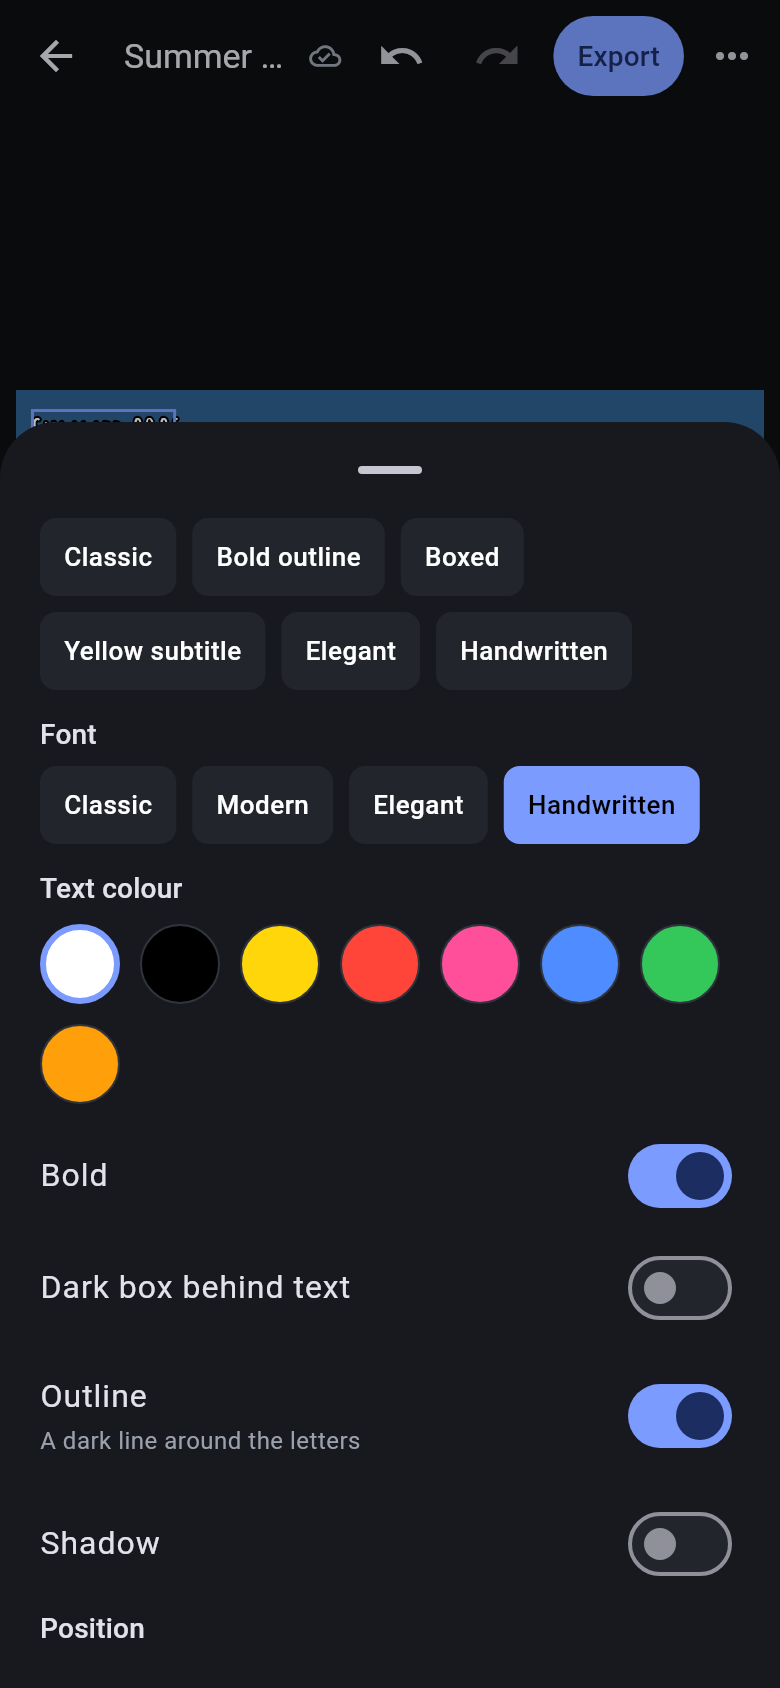 Summer ...
Export
Classic
Bold outline
Boxed
Yellow subtitle
Elegant
Handwritten
Font
Classic
Modern
Elegant
Handwritten
Text colour
Bold
Dark box behind text
Outline
A dark line around the letters
Shadow
Position